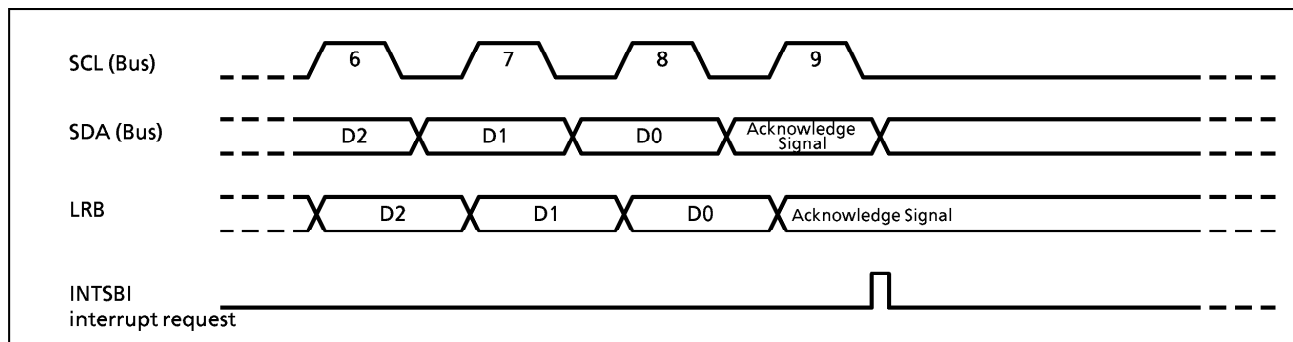 SCL (Bus)
6
7
8
9
SDA (Bus)
D2
D1
D0
Acknowledge
Signal
LRB
D2
D1
D0
Acknowledge Signal
INTSBI
interrupt request